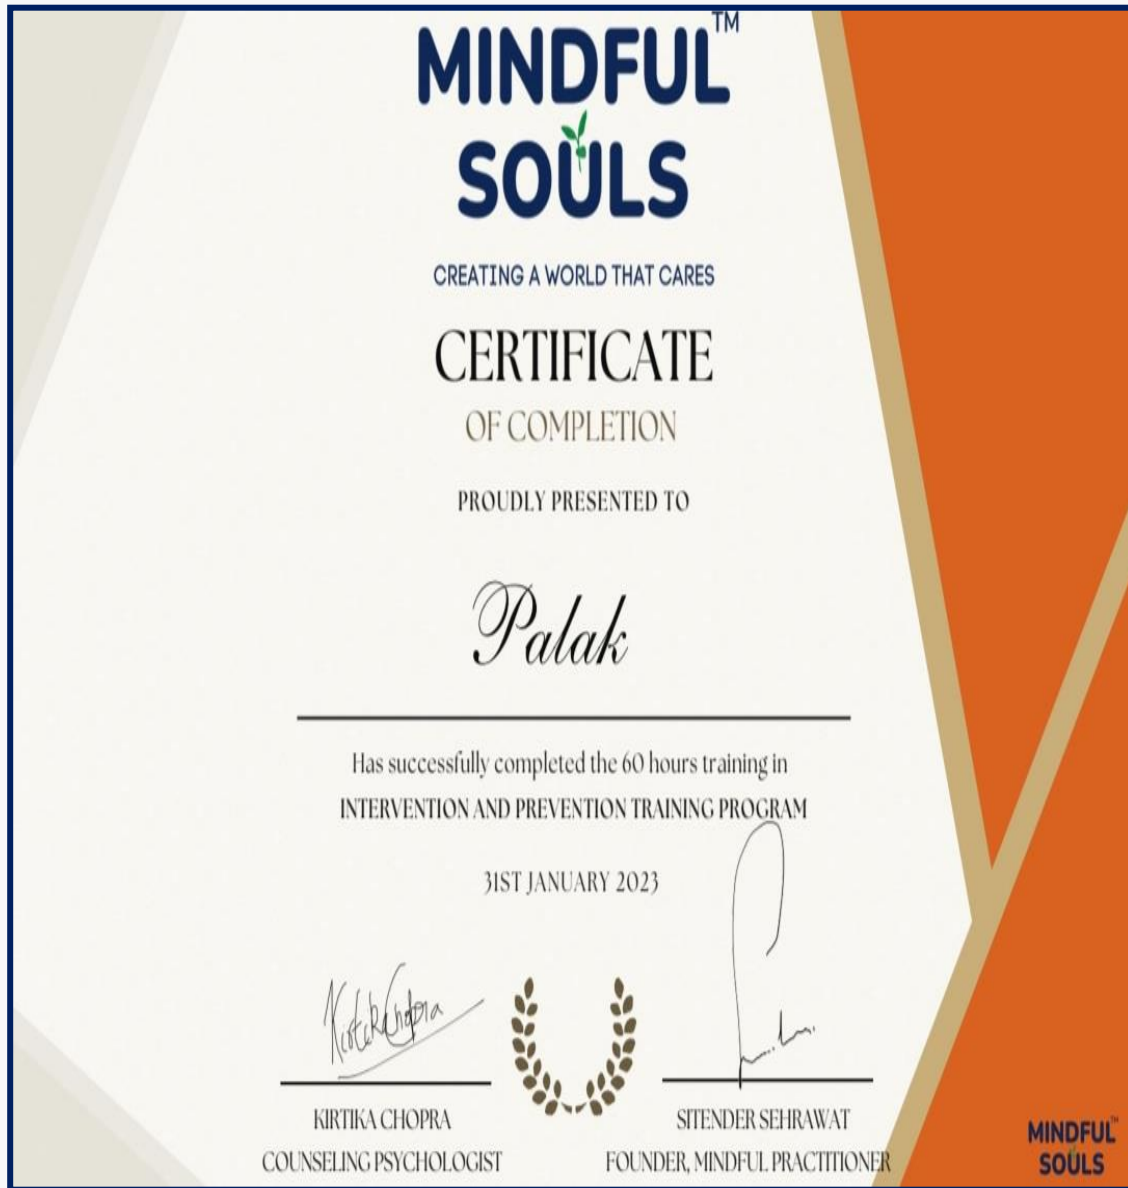 MINDFUL™
SOULS
CREATING A WORLD THAT CARES
CERTIFICATE
OF COMPLETION
PROUDLY PRESENTED TO
Palak
Has successfully completed the 60 hours training in
INTERVENTION AND PREVENTION TRAINING PROGRAM
31ST JANUARY 2023
Kirtika Chopra
KIRTIKA CHOPRA
COUNSELING PSYCHOLOGIST
SITENDER SEHRAWAT
FOUNDER, MINDFUL PRACTITIONER
MINDFUL™
SOULS